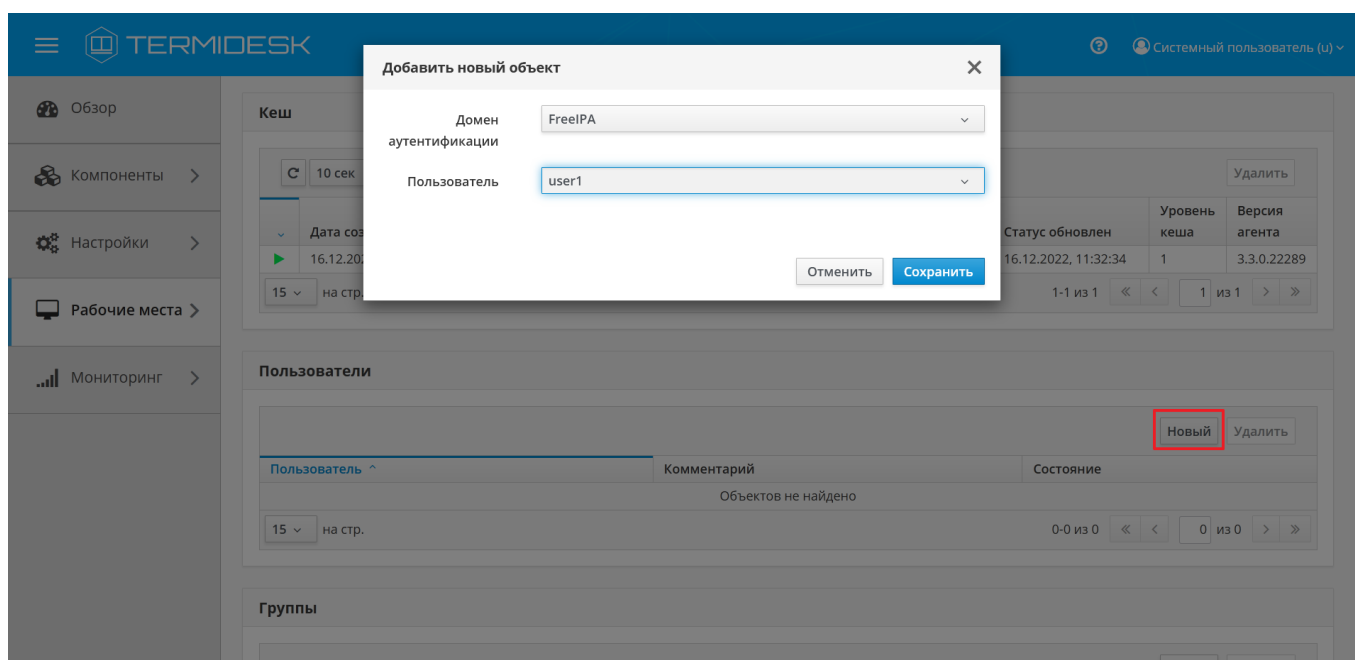 TERMIDESK
Системный пользователь (u)
Добавить новый объект
Домен
аутентификации
FreeIPA
Пользователь
user1
Отменить
Сохранить
Обзор
Компоненты
Настройки
Рабочие места
Мониторинг
Кеш
10 сек
Удалить
Дата соз
Статус обновлен
Уровень
кеша
Версия
агента
16.12.202
16.12.2022, 11:32:34
1
3.3.0.22289
15
на стр.
1-1 из 1
1 из 1
Пользователи
Новый
Удалить
Пользователь
Комментарий
Состояние
Объектов не найдено
15
на стр.
0-0 из 0
0 из 0
Группы